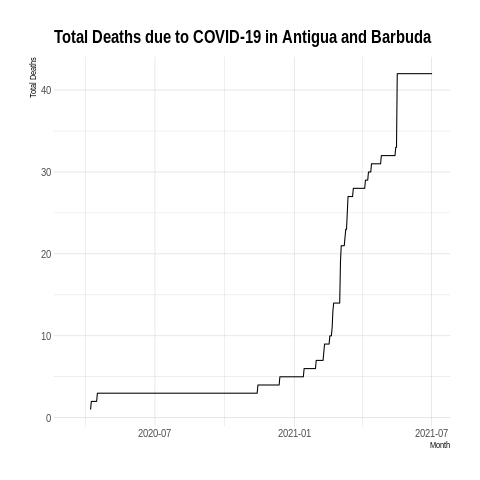 Total Deaths due to COVID-19 in Antigua and Barbuda
Total Deaths
40
30
20
10
0
2020-07
2021-01
2021-07
Month